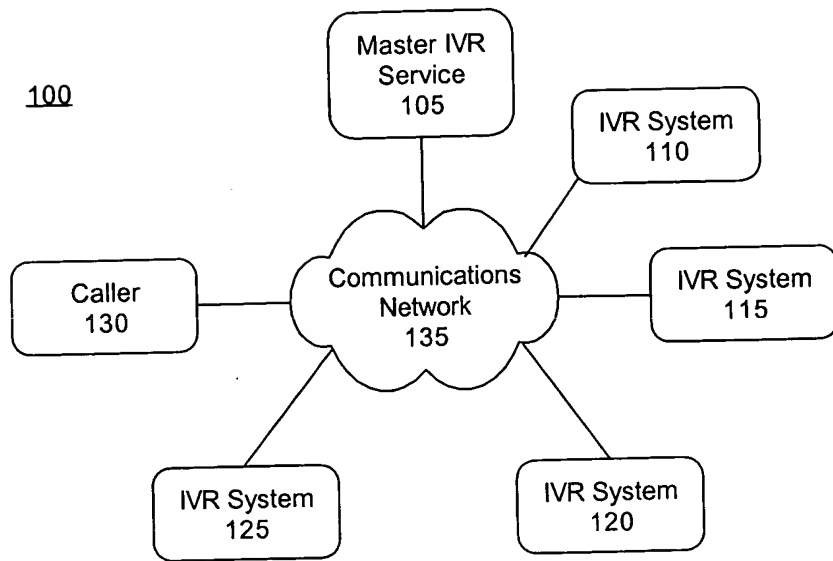 100
Master IVR
Service
105
IVR System
110
Communications
Network
135
Caller
130
IVR System
115
IVR System
125
IVR System
120